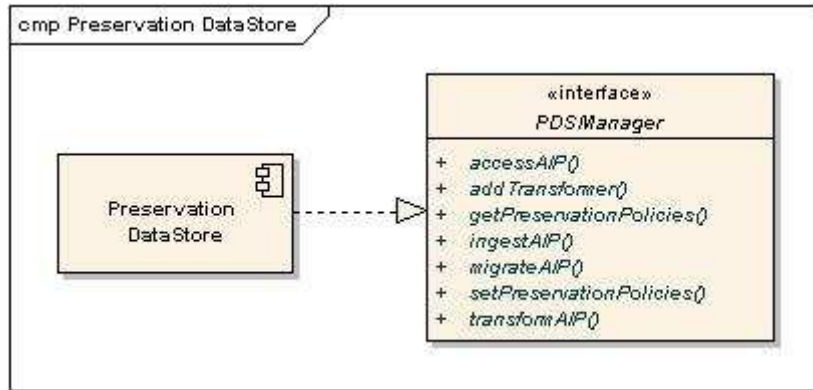 cmp Preservation DataStore
Preservation
DataStore
«interface»
PDSManager
+ accessAIP()
+ addTransformer()
+ getPreservationPolicies()
+ ingestAIP()
+ migrateAIP()
+ setPreservationPolicies()
+ transformAIP()